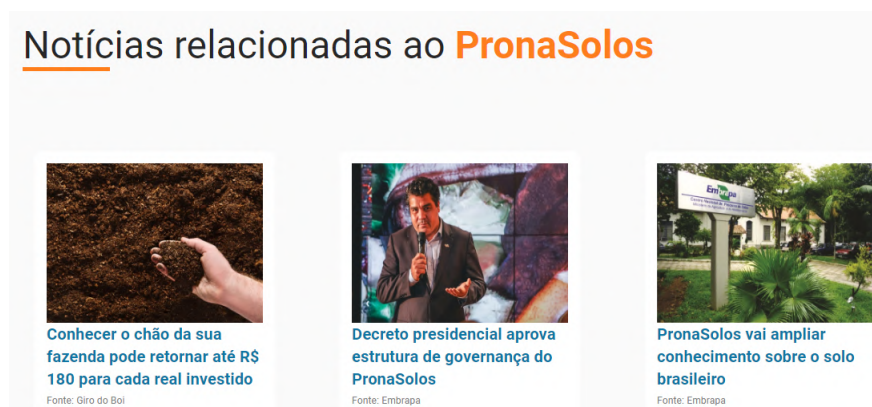 Notícias relacionadas ao PronaSolos
Embrapa
Conhecer o chão da sua
fazenda pode retornar até R$
180 para cada real investido
Fonte: Giro do Boi
Decreto presidencial aprova
estrutura de governança do
PronaSolos
Fonte: Embrapa
PronaSolos vai ampliar
conhecimento sobre o solo
brasileiro
Fonte: Embrapa